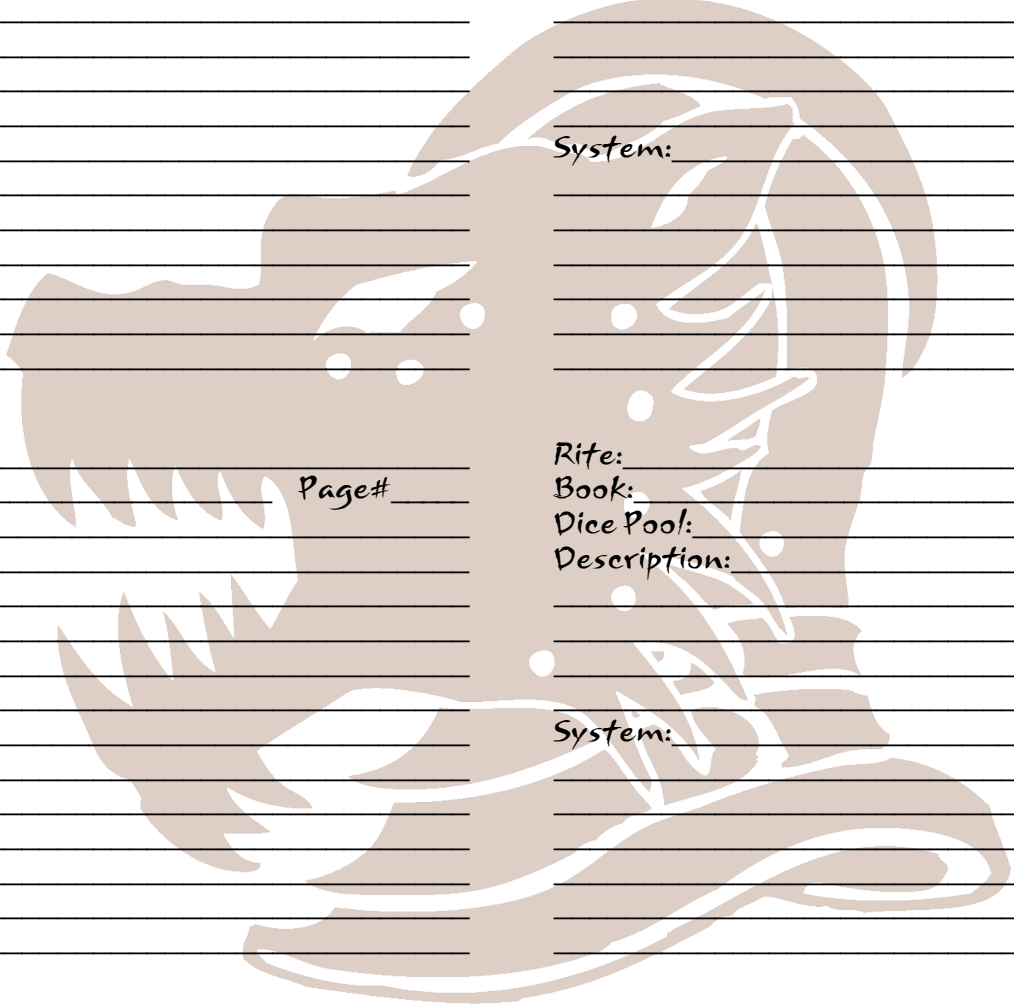 System:
Page#
Rite:
Book:
Dice Pool:
Description:
System: